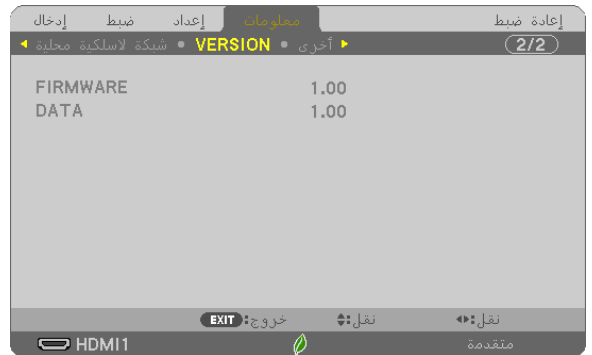 إدخال ضبط إعداد معلومات إعادة ضبط
شبكة لاسلكية محلية • VERSION • أخرى 2/2
FIRMWARE 1.00
DATA 1.00
EXIT:خروج نقل: نقل:
HDMI1 متقدمة